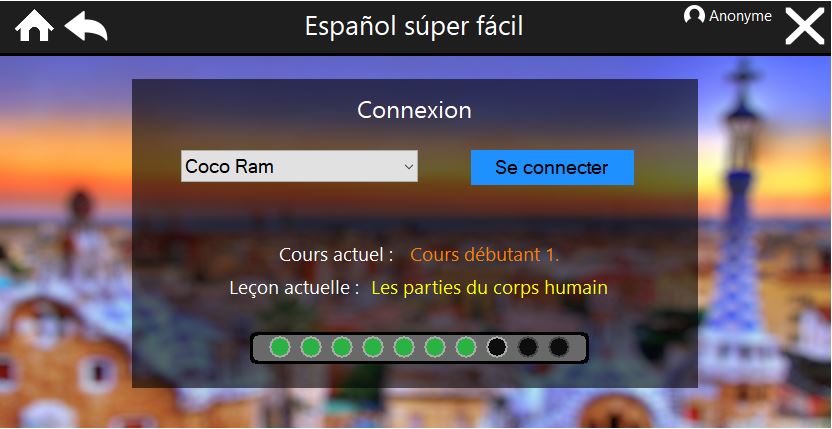 Español súper fácil
Anonyme
Connexion
Coco Ram
Se connecter
Cours actuel : Cours débutant 1.
Leçon actuelle : Les parties du corps humain